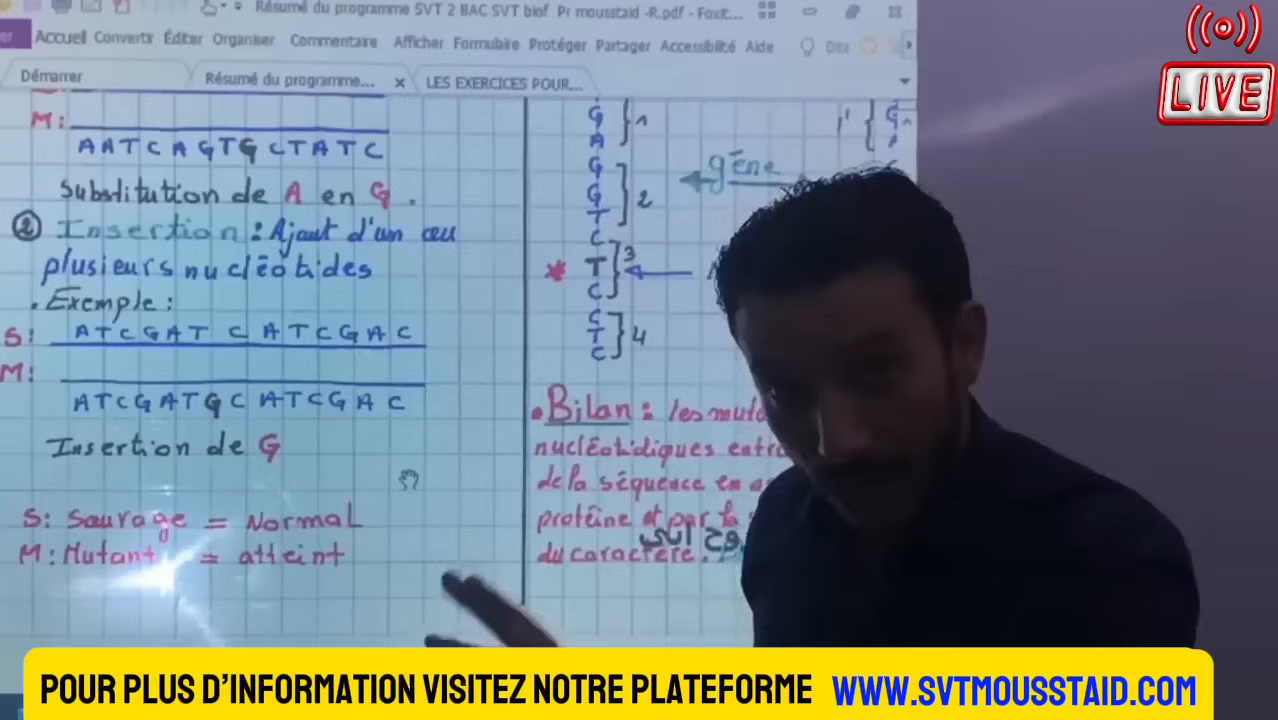 Résumé du programme SVT 2 BAC SVT biof Pr mousstaid -R.pdf - Foxit...
Accueil Convertir Éditer Organiser Commentaire Afficher Formulaire Protéger Partager Accessibilité Aide
Démarrer
Résumé du programme...
LES EXERCICES POUR...
LIVE
M:
AATCAGTGCTATC
Substitution de A en G.
② Insertion : Ajout d'un ou
plusieurs nucléotides
. Exemple :
S: ATCGAT C ATCGAC
M:
ATCGATGC ATCGAC
Insertion de G
S: Sauvage = Normal
M: Mutant = atteint
G
A
1
G
G
T
2
C
T
C
3
C
T
C
4
gène
• Bilan : les
nucléotidiques
de la séquence en
protéine et par la
du caractère.
POUR PLUS D'INFORMATION VISITEZ NOTRE PLATEFORME WWW.SVTMOUSSTAID.COM